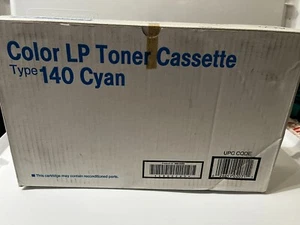 Color LP Toner Cassette
Type 140 Cyan
UPC CODE
■This cartridge may contain reconditioned parts.